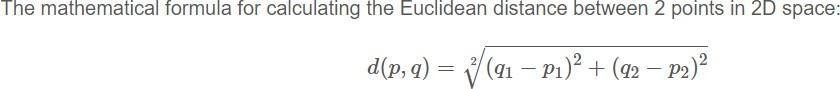 The mathematical formula for calculating the Euclidean distance between 2 points in 2D space:
d(p, q) = ²√((q₁ − p₁)² + (q₂ − p₂)²)